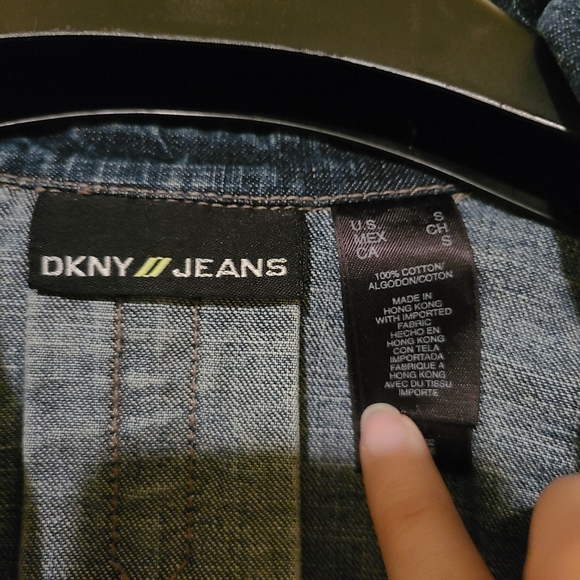 DKNY // JEANS
U.S. S
MEX CH
CA S
100% COTTON/
ALGODON/COTON
MADE IN
HONG KONG
WITH IMPORTED
FABRIC
HECHO EN
HONG KONG
CON TELA
IMPORTADA
FABRIQUE A
HONG KONG
AVEC DU TISSU
IMPORTE